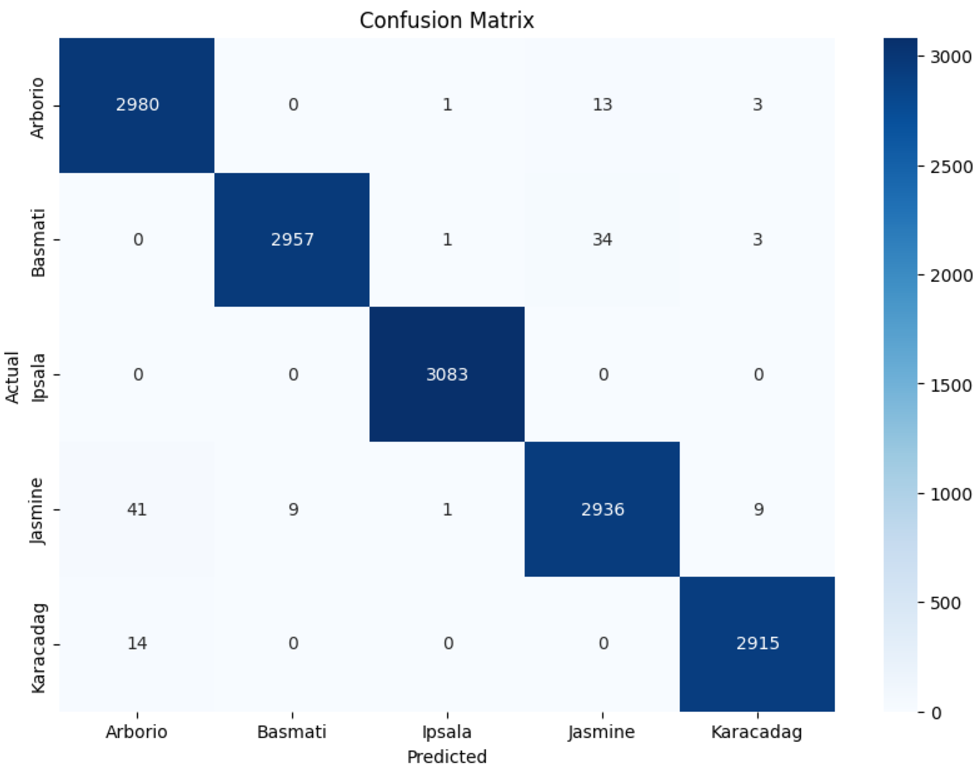 Confusion Matrix
Actual
Arborio 2980 0 1 13 3
Basmati 0 2957 1 34 3
Ipsala 0 0 3083 0 0
Jasmine 41 9 1 2936 9
Karacadag 14 0 0 0 2915
Arborio Basmati Ipsala Jasmine Karacadag
Predicted
3000
2500
2000
1500
1000
500
0